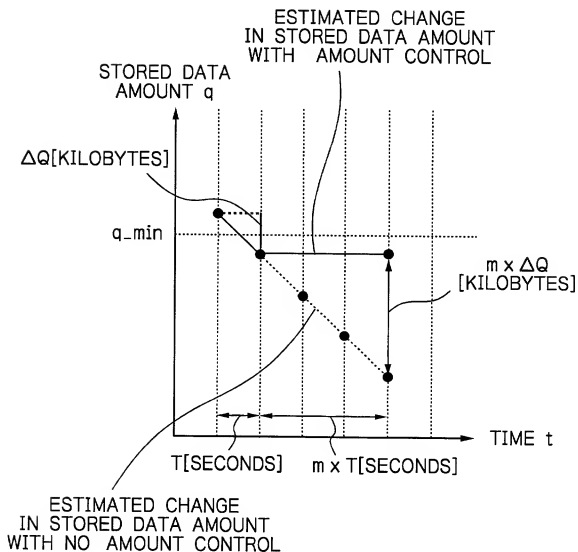 ESTIMATED CHANGE
IN STORED DATA AMOUNT
WITH AMOUNT CONTROL
STORED DATA
AMOUNT q
ΔQ[KILOBYTES]
q_min
m x ΔQ
[KILOBYTES]
TIME t
T[SECONDS]
m x T[SECONDS]
ESTIMATED CHANGE
IN STORED DATA AMOUNT
WITH NO AMOUNT CONTROL